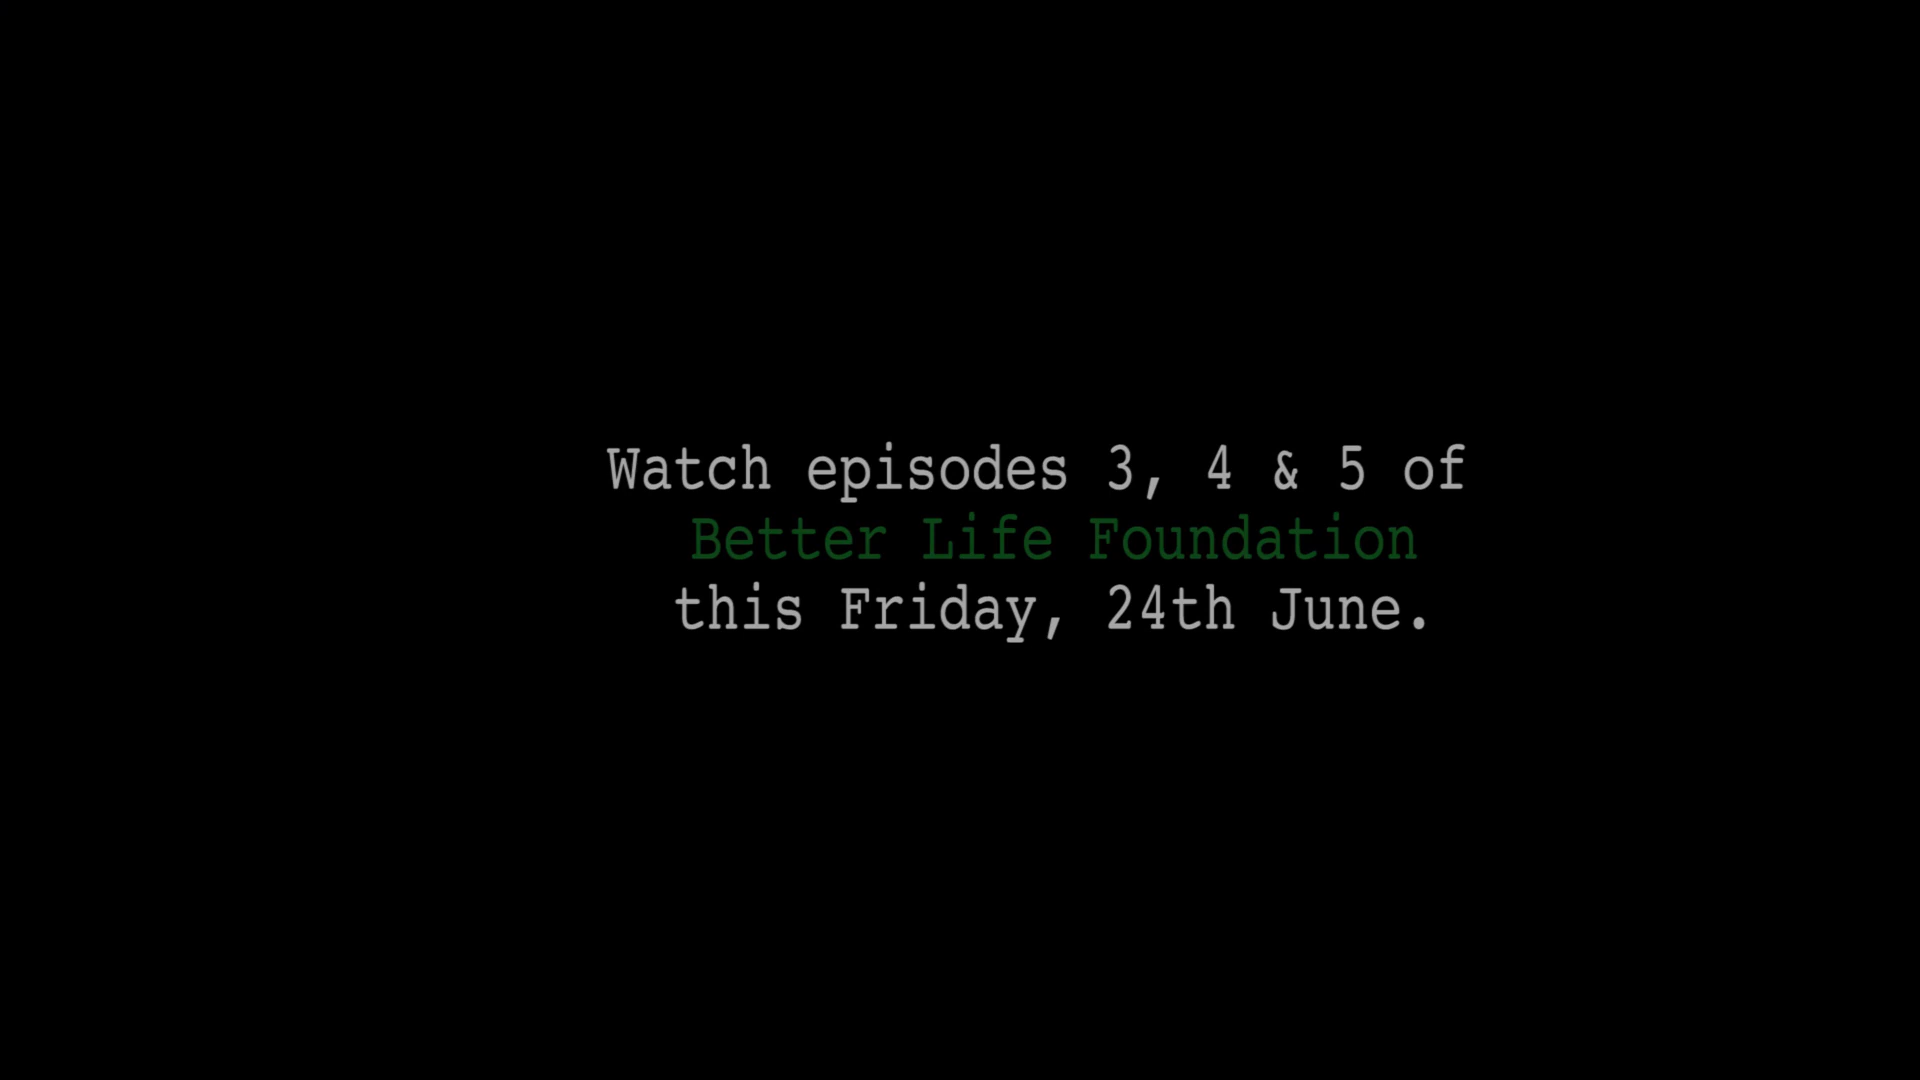 Watch episodes 3, 4 & 5 of
Better Life Foundation
this Friday, 24th June.